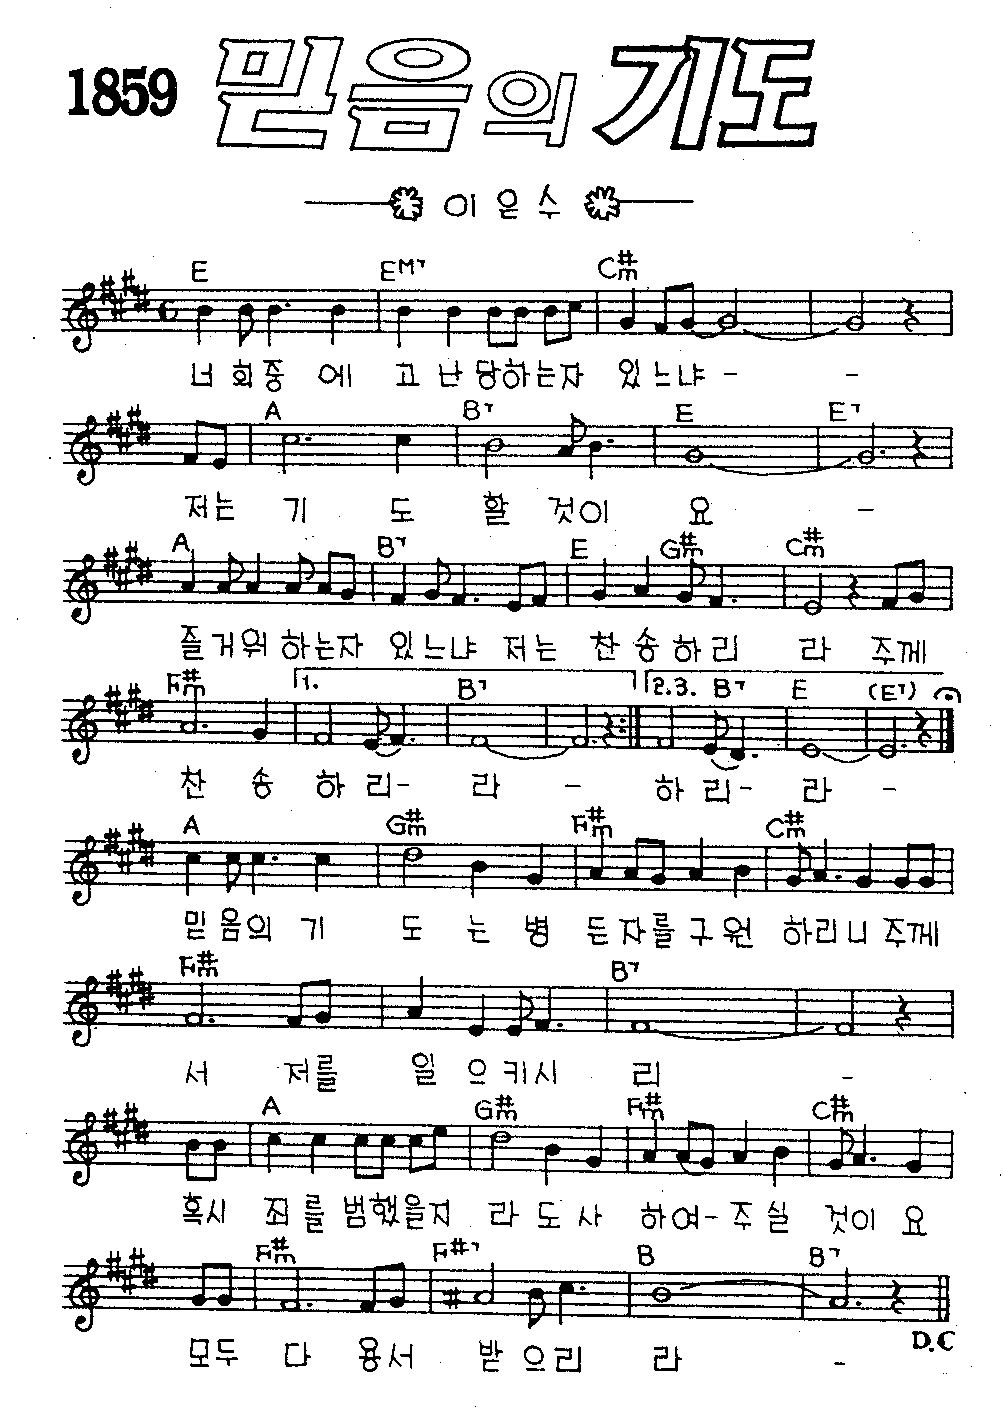 1859 믿음의 기도
이은수
E EM7 C#m
너희중에 고난당하는자 있느냐- -
A B7 E E7
저는 기도할것이요 -
A B7 E G#m C#m
즐거워하는자 있느냐 저는 찬송하리라 주께
F#m 1. B7 2.3. B7 E (E7)
찬송하리-라 - 하리-라 -
A G#m F#m C#m
믿음의 기도는 병든자를구원하리니주께
F#m B7
서 저를 일으키시리 -
A G#m F#m C#m
혹시 죄를범했을지라도사하여-주실 것이요
F#m F#7 B B7
모두 다 용서 받으리라 -
D.C